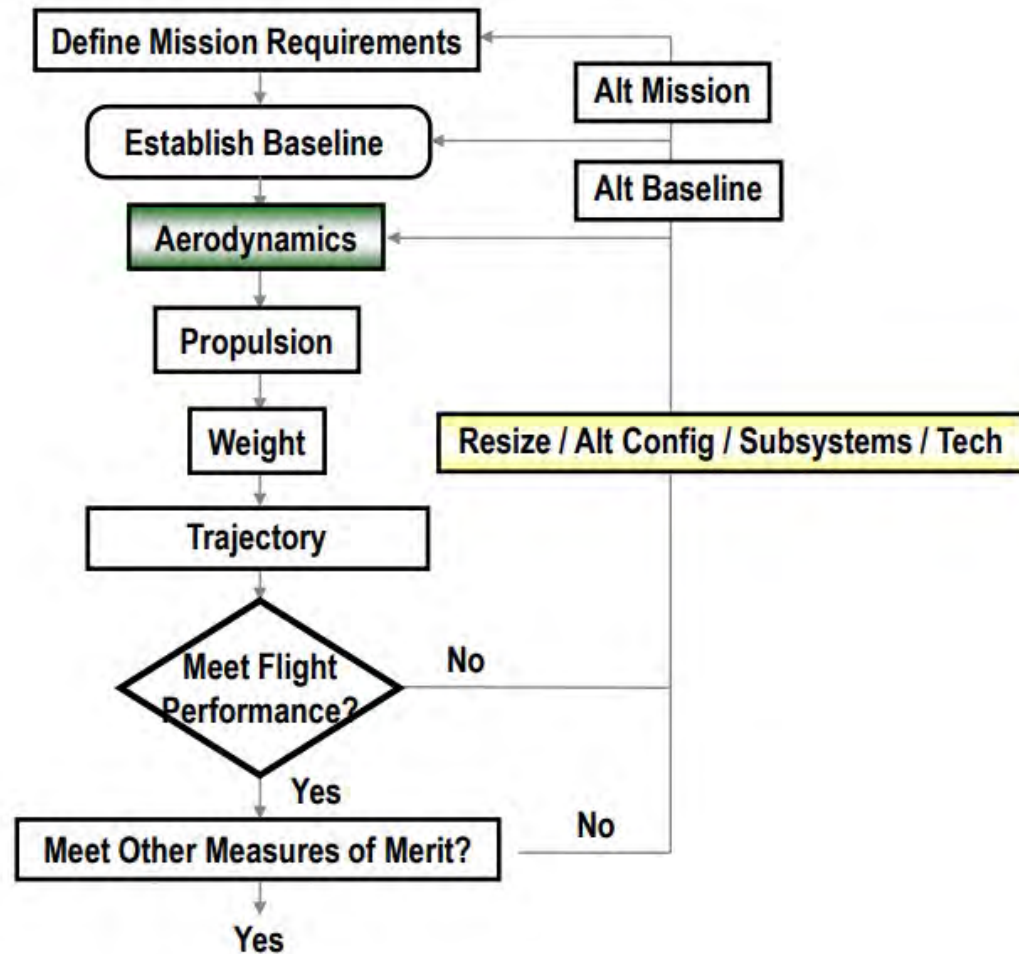 Define Mission Requirements
Alt Mission
Establish Baseline
Alt Baseline
Aerodynamics
Propulsion
Weight
Resize / Alt Config / Subsystems / Tech
Trajectory
Meet Flight
Performance?
No
Yes
Meet Other Measures of Merit?
No
Yes